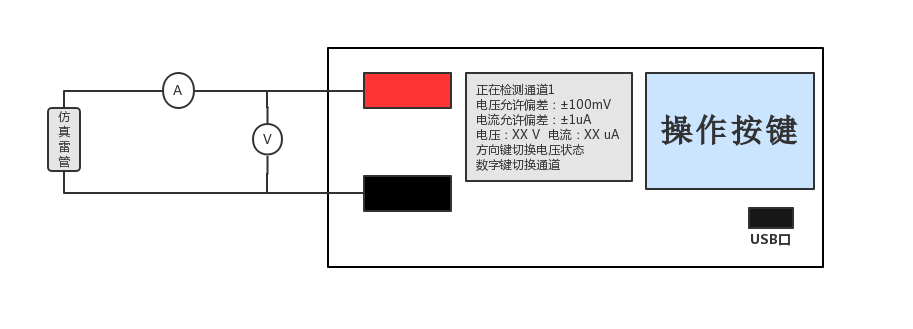 仿
真
雷
管
A
V
正在检测通道1
电压允许偏差：±100mV
电流允许偏差：±1uA
电压：XX V 电流：XX uA
方向键切换电压状态
数字键切换通道
操作按键
USB口